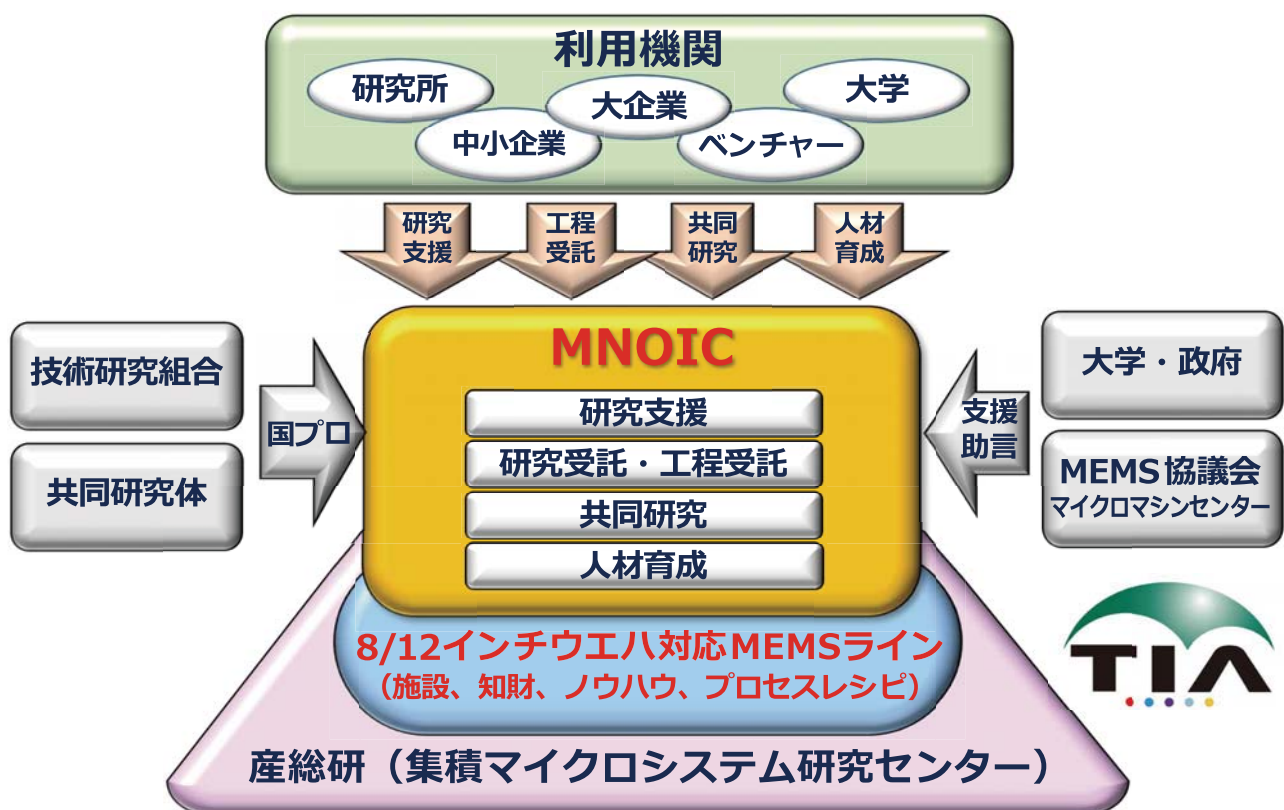 利用機関
研究所
大企業
大学
中小企業
ベンチャー
研究
支援
工程
受託
共同
研究
人材
育成
技術研究組合
共同研究体
国プロ
MNOIC
研究支援
研究受託・工程受託
共同研究
人材育成
支援
助言
大学・政府
MEMS協議会
マイクロマシンセンター
8/12インチウエハ対応MEMSライン
（施設、知財、ノウハウ、プロセスレシピ）
産総研（集積マイクロシステム研究センター）
TIA